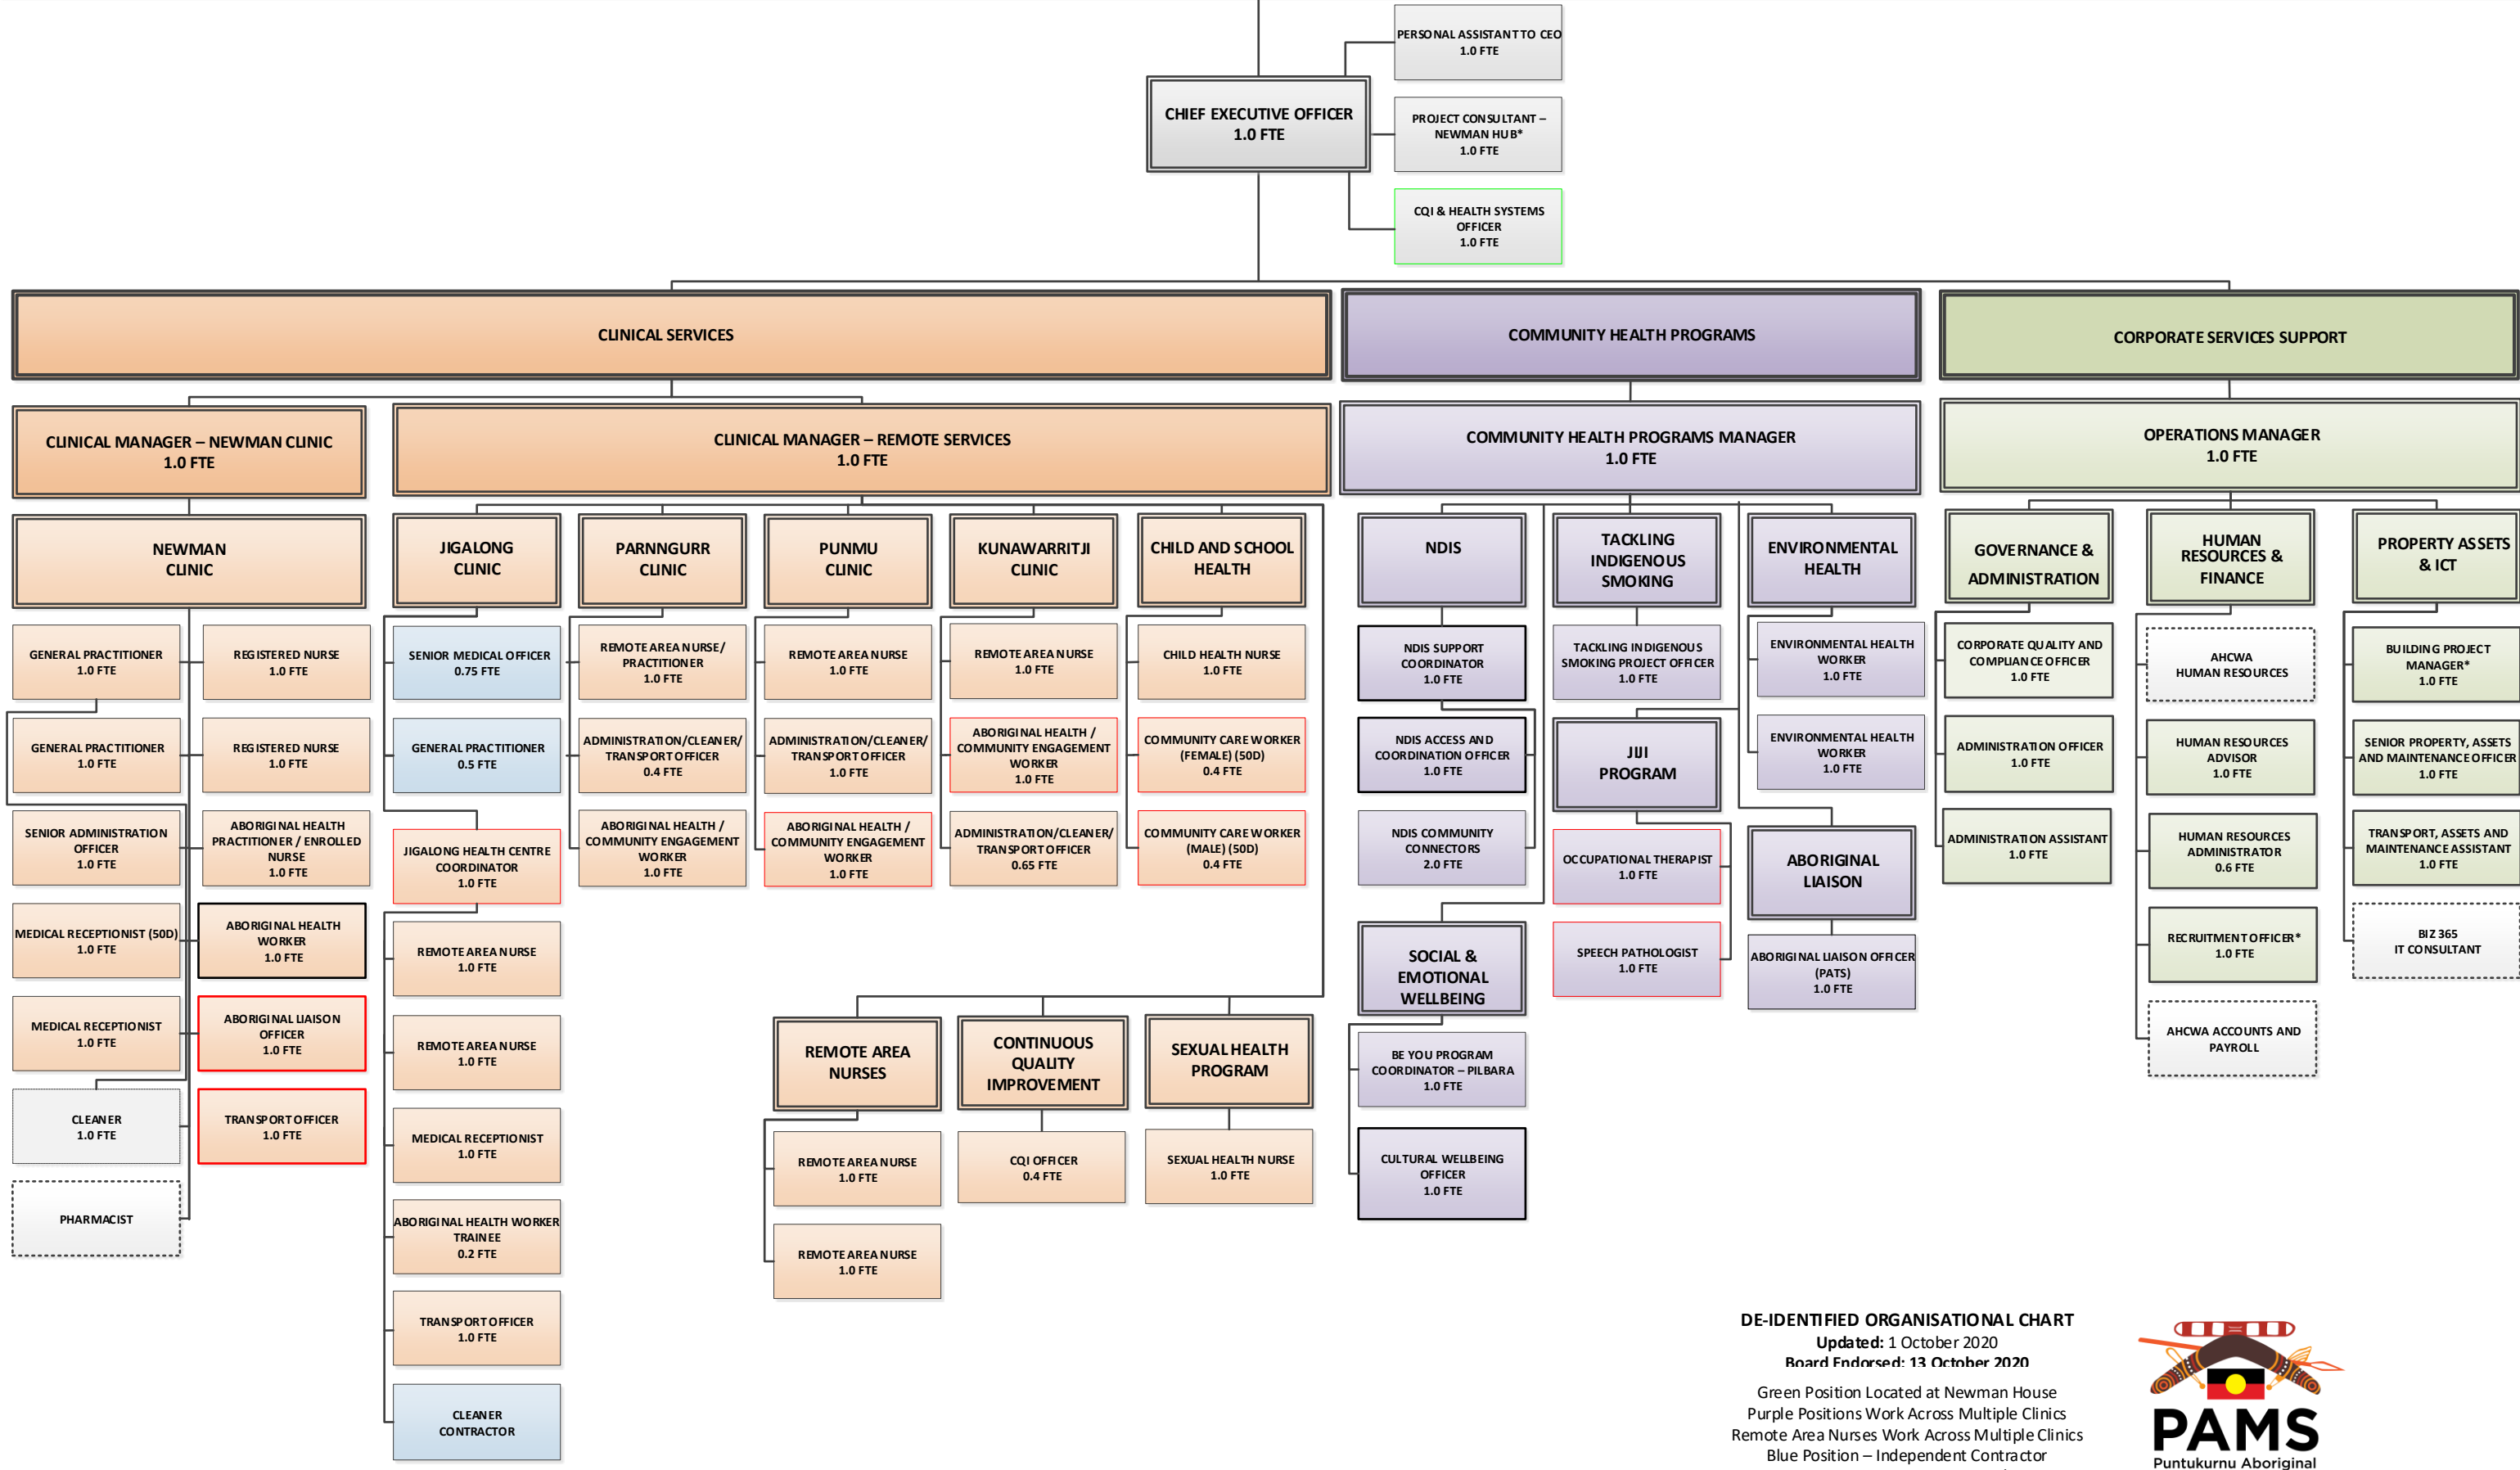 PERSONAL ASSISTANT TO CEO
1.0 FTE
CHIEF EXECUTIVE OFFICER
1.0 FTE
PROJECT CONSULTANT –
NEWMAN HUB*
1.0 FTE
CQI & HEALTH SYSTEMS
OFFICER
1.0 FTE
CLINICAL SERVICES
COMMUNITY HEALTH PROGRAMS
CORPORATE SERVICES SUPPORT
CLINICAL MANAGER – NEWMAN CLINIC
1.0 FTE
CLINICAL MANAGER – REMOTE SERVICES
1.0 FTE
COMMUNITY HEALTH PROGRAMS MANAGER
1.0 FTE
OPERATIONS MANAGER
1.0 FTE
NEWMAN
CLINIC
GENERAL PRACTITIONER
1.0 FTE
REGISTERED NURSE
1.0 FTE
GENERAL PRACTITIONER
1.0 FTE
REGISTERED NURSE
1.0 FTE
SENIOR ADMINISTRATION
OFFICER
1.0 FTE
ABORIGINAL HEALTH
PRACTITIONER / ENROLLED
NURSE
1.0 FTE
MEDICAL RECEPTIONIST (50D)
1.0 FTE
ABORIGINAL HEALTH
WORKER
1.0 FTE
MEDICAL RECEPTIONIST
1.0 FTE
ABORIGINAL LIAISON
OFFICER
1.0 FTE
CLEANER
1.0 FTE
TRANSPORT OFFICER
1.0 FTE
PHARMACIST
JIGALONG
CLINIC
SENIOR MEDICAL OFFICER
0.75 FTE
GENERAL PRACTITIONER
0.5 FTE
JIGALONG HEALTH CENTRE
COORDINATOR
1.0 FTE
REMOTE AREA NURSE
1.0 FTE
REMOTE AREA NURSE
1.0 FTE
MEDICAL RECEPTIONIST
1.0 FTE
ABORIGINAL HEALTH WORKER
TRAINEE
0.2 FTE
TRANSPORT OFFICER
1.0 FTE
CLEANER
CONTRACTOR
PARNNGURR
CLINIC
REMOTE AREA NURSE/
PRACTITIONER
1.0 FTE
ADMINISTRATION/CLEANER/
TRANSPORT OFFICER
0.4 FTE
ABORIGINAL HEALTH /
COMMUNITY ENGAGEMENT
WORKER
1.0 FTE
PUNMU
CLINIC
REMOTE AREA NURSE
1.0 FTE
ADMINISTRATION/CLEANER/
TRANSPORT OFFICER
1.0 FTE
ABORIGINAL HEALTH /
COMMUNITY ENGAGEMENT
WORKER
1.0 FTE
KUNAWARRITJI
CLINIC
REMOTE AREA NURSE
1.0 FTE
ABORIGINAL HEALTH /
COMMUNITY ENGAGEMENT
WORKER
1.0 FTE
ADMINISTRATION/CLEANER/
TRANSPORT OFFICER
0.65 FTE
CHILD AND SCHOOL
HEALTH
CHILD HEALTH NURSE
1.0 FTE
COMMUNITY CARE WORKER
(FEMALE) (50D)
0.4 FTE
COMMUNITY CARE WORKER
(MALE) (50D)
0.4 FTE
REMOTE AREA
NURSES
REMOTE AREA NURSE
1.0 FTE
REMOTE AREA NURSE
1.0 FTE
CONTINUOUS
QUALITY
IMPROVEMENT
CQI OFFICER
0.4 FTE
SEXUAL HEALTH
PROGRAM
SEXUAL HEALTH NURSE
1.0 FTE
NDIS
NDIS SUPPORT
COORDINATOR
1.0 FTE
NDIS ACCESS AND
COORDINATION OFFICER
1.0 FTE
NDIS COMMUNITY
CONNECTORS
2.0 FTE
SOCIAL &
EMOTIONAL
WELLBEING
BE YOU PROGRAM
COORDINATOR – PILBARA
1.0 FTE
CULTURAL WELLBEING
OFFICER
1.0 FTE
TACKLING
INDIGENOUS
SMOKING
TACKLING INDIGENOUS
SMOKING PROJECT OFFICER
1.0 FTE
JIJI
PROGRAM
OCCUPATIONAL THERAPIST
1.0 FTE
SPEECH PATHOLOGIST
1.0 FTE
ENVIRONMENTAL
HEALTH
ENVIRONMENTAL HEALTH
WORKER
1.0 FTE
ENVIRONMENTAL HEALTH
WORKER
1.0 FTE
ABORIGINAL
LIAISON
ABORIGINAL LIAISON OFFICER
(PATS)
1.0 FTE
GOVERNANCE &
ADMINISTRATION
CORPORATE QUALITY AND
COMPLIANCE OFFICER
1.0 FTE
ADMINISTRATION OFFICER
1.0 FTE
ADMINISTRATION ASSISTANT
1.0 FTE
HUMAN
RESOURCES &
FINANCE
AHCWA
HUMAN RESOURCES
HUMAN RESOURCES
ADVISOR
1.0 FTE
HUMAN RESOURCES
ADMINISTRATOR
0.6 FTE
RECRUITMENT OFFICER*
1.0 FTE
AHCWA ACCOUNTS AND
PAYROLL
PROPERTY ASSETS
& ICT
BUILDING PROJECT
MANAGER*
1.0 FTE
SENIOR PROPERTY, ASSETS
AND MAINTENANCE OFFICER
1.0 FTE
TRANSPORT, ASSETS AND
MAINTENANCE ASSISTANT
1.0 FTE
BIZ 365
IT CONSULTANT
DE-IDENTIFIED ORGANISATIONAL CHART
Updated: 1 October 2020
Board Endorsed: 13 October 2020
Green Position Located at Newman House
Purple Positions Work Across Multiple Clinics
Remote Area Nurses Work Across Multiple Clinics
Blue Position – Independent Contractor
PAMS
Puntukurnu Aboriginal